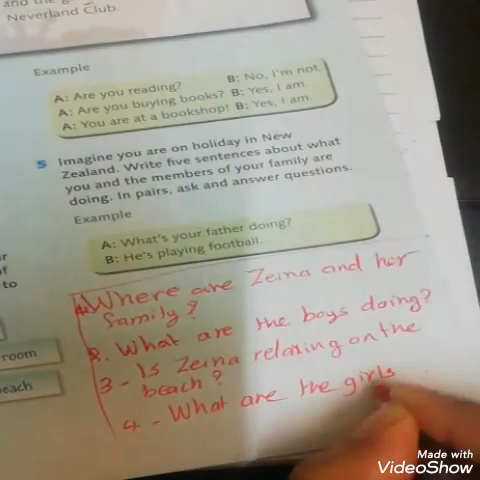 Neverland Club.
Example
A: Are you reading? B: No, I'm not.
A: Are you buying books? B: Yes, I am.
A: You are at a bookshop! B: Yes, I am.
5 Imagine you are on holiday in New
Zealand. Write five sentences about what
you and the members of your family are
doing. In pairs, ask and answer questions.
Example
A: What's your father doing?
B: He's playing football.
to
room
each
Where are Zeina and her
family?
2. What are the boys doing?
3 - Is Zeina relaxing on the
beach?
4 - What are the girls
Made with
VideoShow